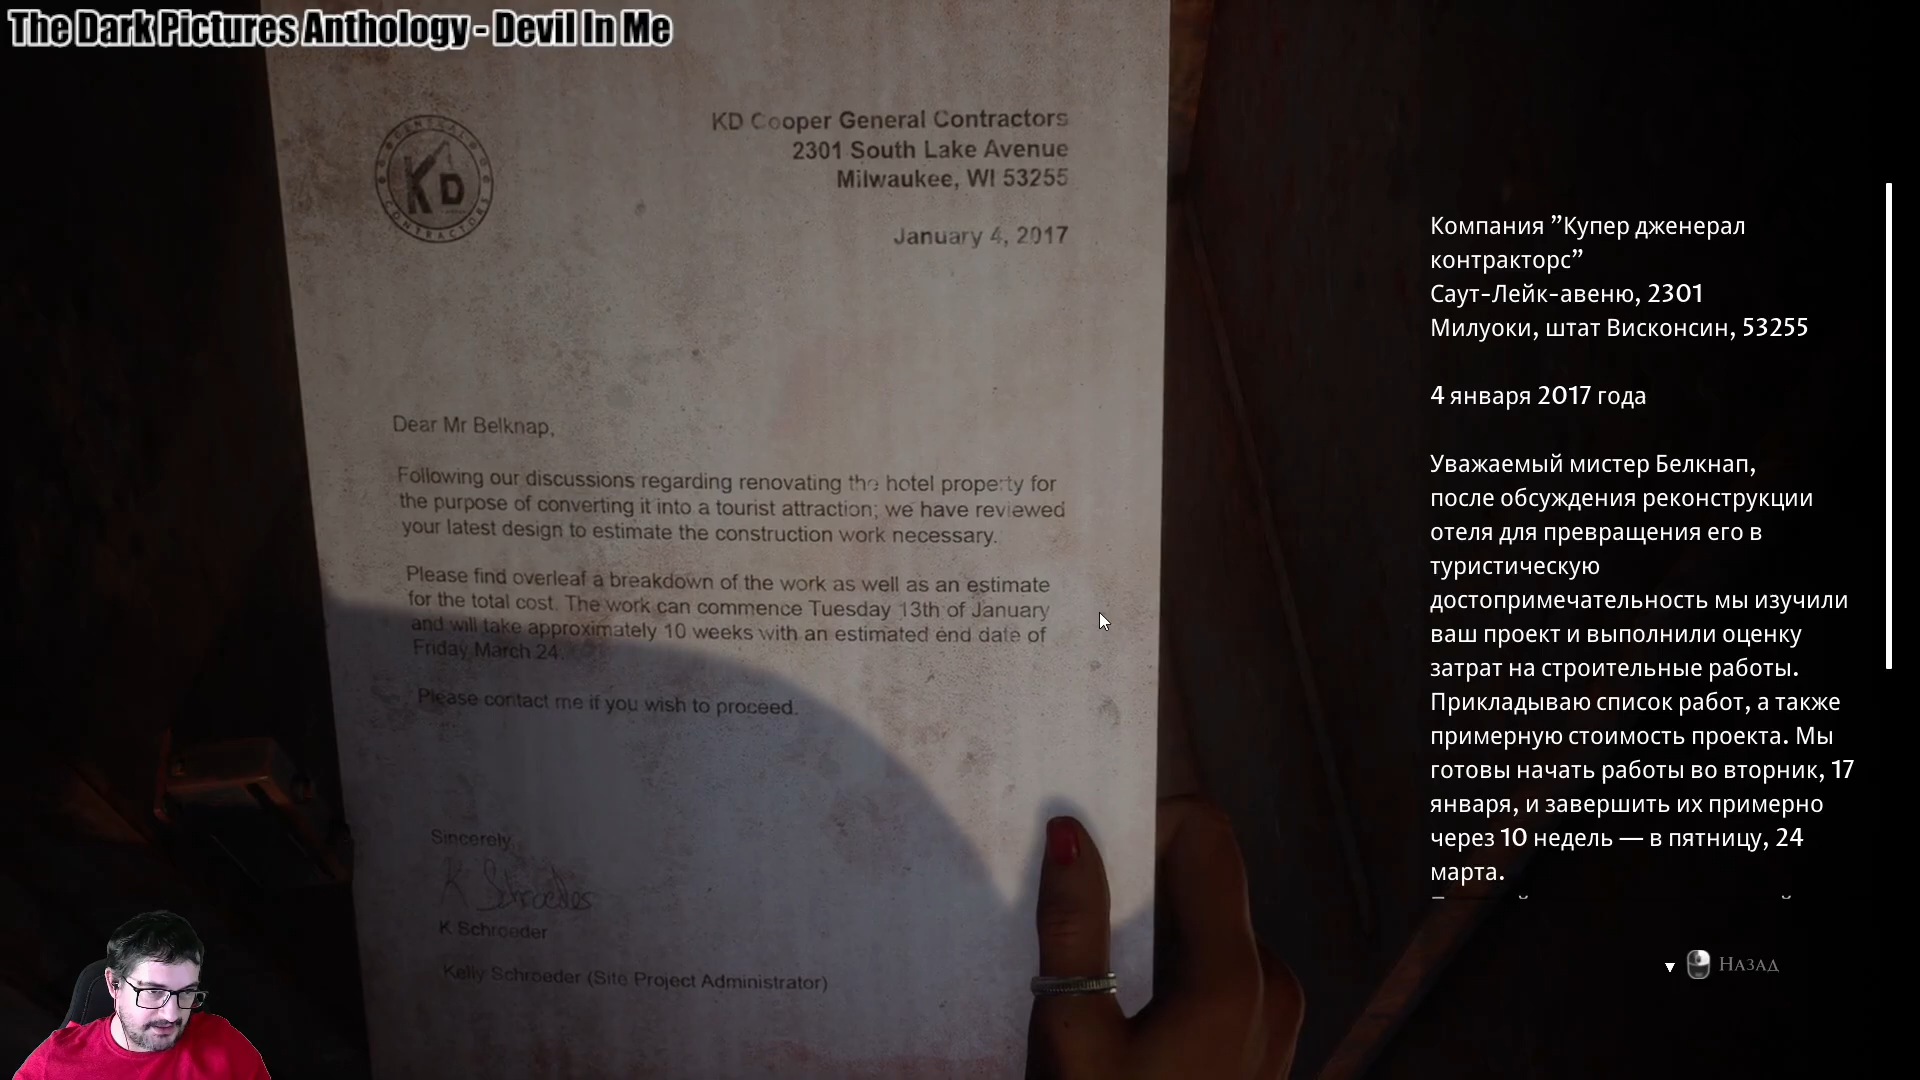 The Dark Pictures Anthology - Devil In Me
GENERAL
KD
CONTRACTORS
KD Cooper General Contractors
2301 South Lake Avenue
Milwaukee, WI 53255
January 4, 2017
Dear Mr Belknap,
Following our discussions regarding renovating the hotel property for
the purpose of converting it into a tourist attraction; we have reviewed
your latest design to estimate the construction work necessary.
Please find overleaf a breakdown of the work as well as an estimate
for the total cost. The work can commence Tuesday 13th of January
and will take approximately 10 weeks with an estimated end date of
Friday March 24.
Please contact me if you wish to proceed.
Sincerely,
K Schroeder
K Schroeder
Kelly Schroeder (Site Project Administrator)
Компания ”Купер дженерал
контракторс”
Саут-Лейк-авеню, 2301
Милуоки, штат Висконсин, 53255
4 января 2017 года
Уважаемый мистер Белкнап,
после обсуждения реконструкции
отеля для превращения его в
туристическую
достопримечательность мы изучили
ваш проект и выполнили оценку
затрат на строительные работы.
Прикладываю список работ, а также
примерную стоимость проекта. Мы
готовы начать работы во вторник, 17
января, и завершить их примерно
через 10 недель — в пятницу, 24
марта.
Назад